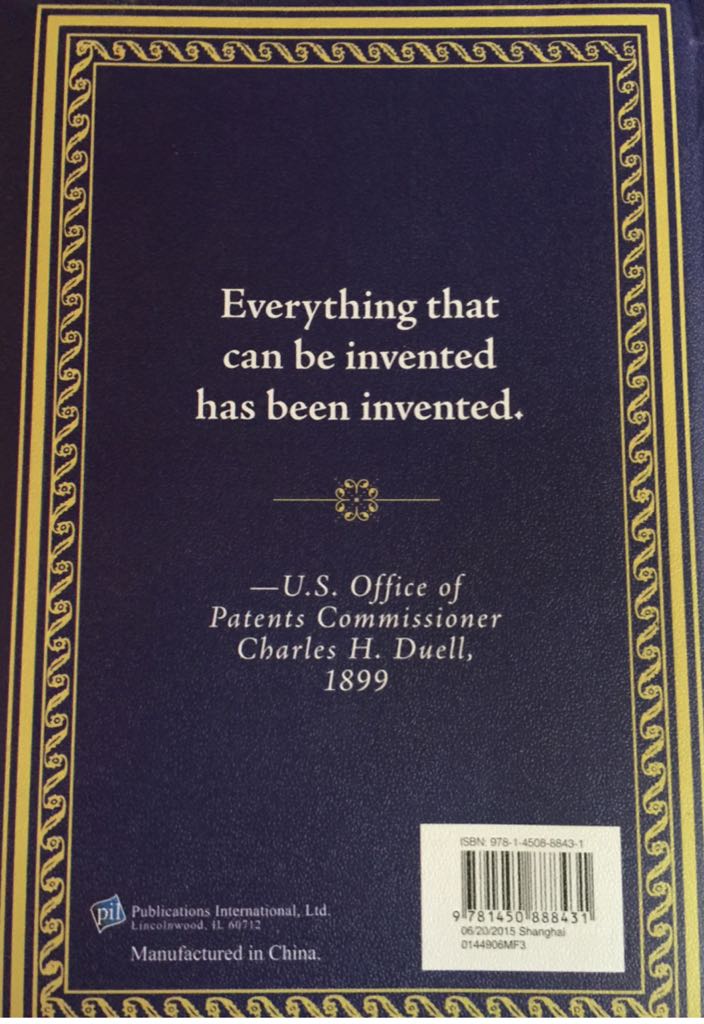 Everything that
can be invented
has been invented.
—U.S. Office of
Patents Commissioner
Charles H. Duell,
1899
ISBN: 978-1-4508-8843-1
9 781450 888431
06/20/2015 Shanghai
0144906MF3
pil Publications International, Ltd.
Lincolnwood, IL 60712
Manufactured in China.